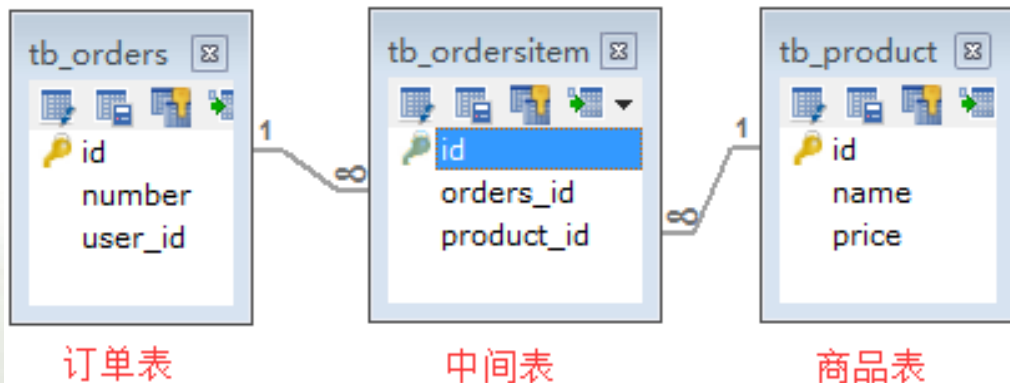 tb_orders
id
number
user_id
1
∞
tb_ordersitem
id
orders_id
product_id
∞
1
tb_product
id
name
price
订单表
中间表
商品表